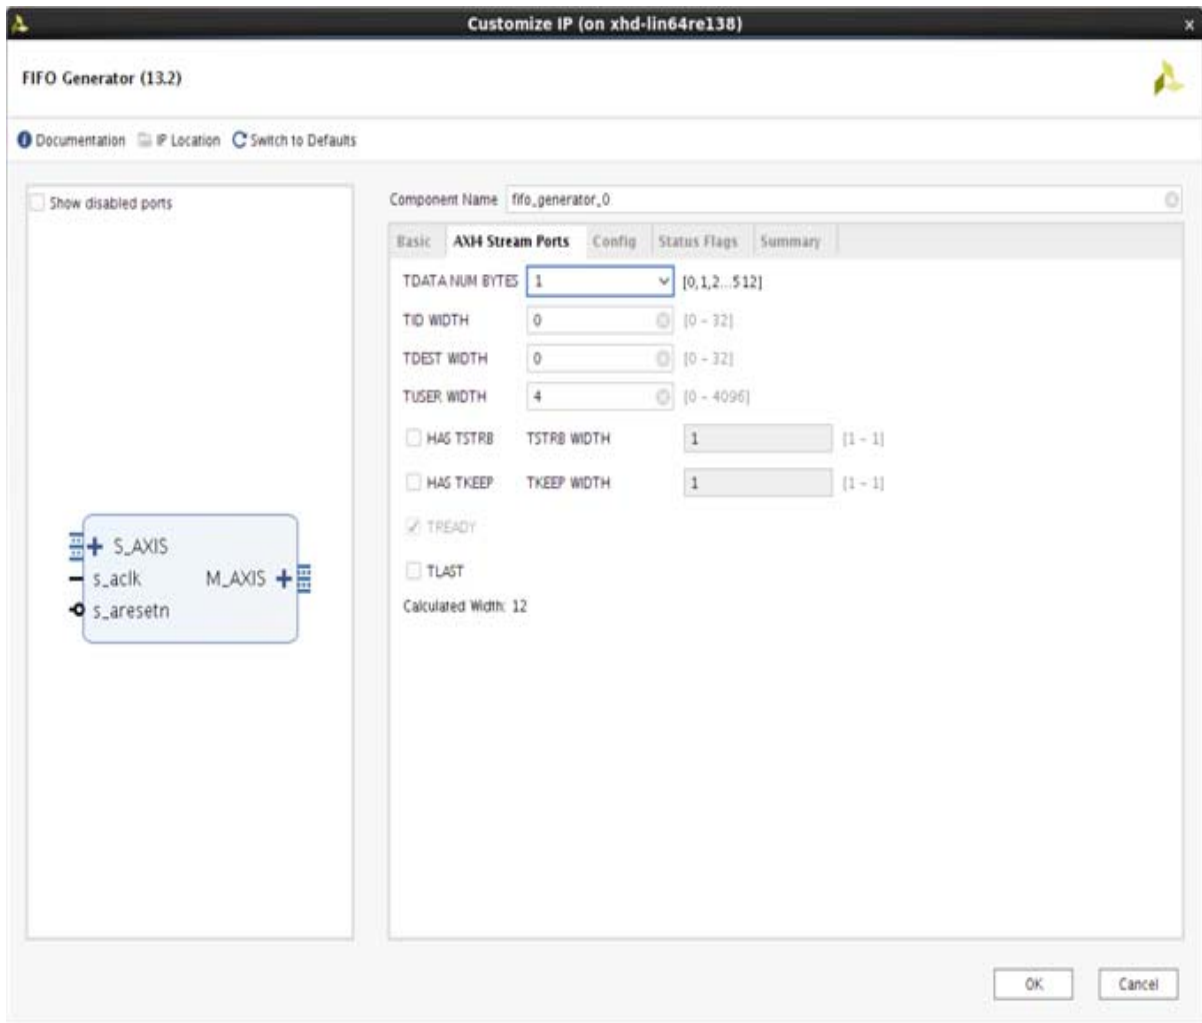 Customize IP (on xhd-lin64re138) x
FIFO Generator (13.2)
Documentation IP Location Switch to Defaults
Show disabled ports
Component Name fifo_generator_0
Basic AXI4 Stream Ports Config Status Flags Summary
TDATA NUM BYTES 1 [0,1,2...512]
TID WIDTH 0 [0 - 32]
TDEST WIDTH 0 [0 - 32]
TUSER WIDTH 4 [0 - 4096]
HAS TSTRB TSTRB WIDTH 1 [1 - 1]
HAS TKEEP TKEEP WIDTH 1 [1 - 1]
TREADY
TLAST
Calculated Width: 12
S_AXIS
s_aclk M_AXIS
s_aresetn
OK Cancel